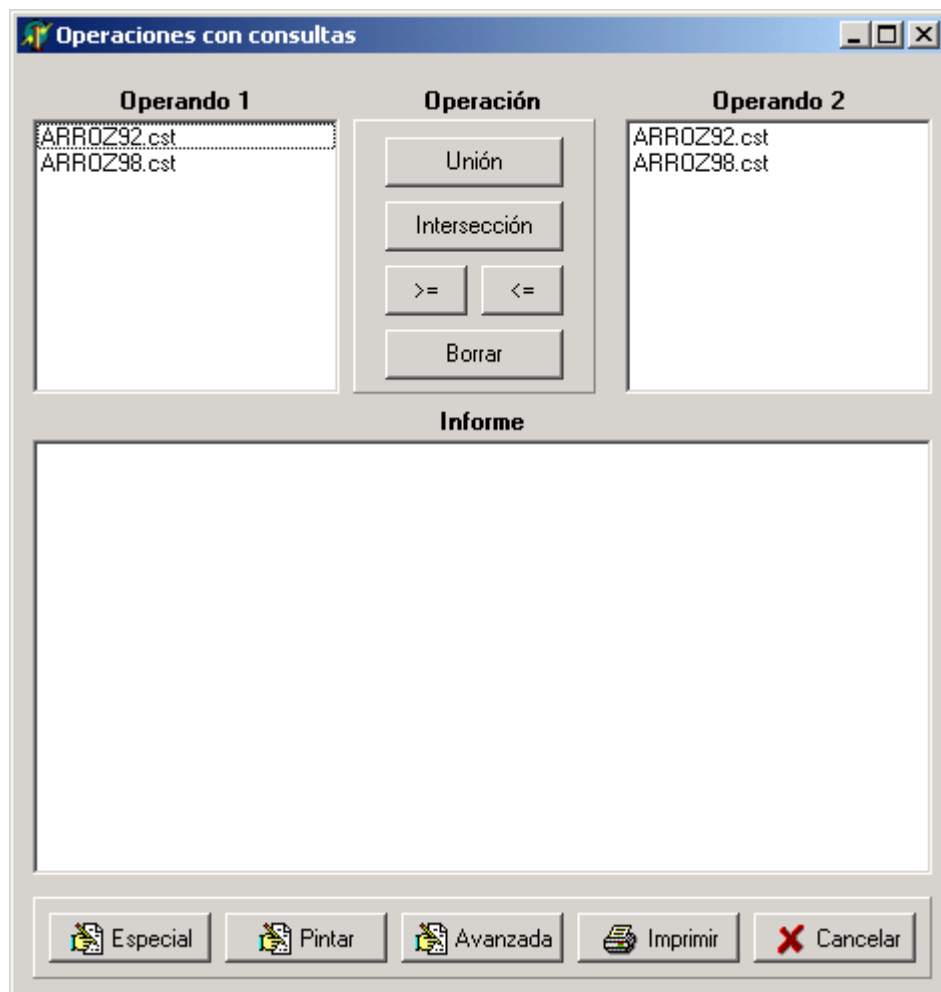 Operaciones con consultas
Operando 1
Operación
Operando 2
ARROZ92.cst
ARROZ98.cst
Unión
Intersección
>=
<=
Borrar
ARROZ92.cst
ARROZ98.cst
Informe
Especial
Pintar
Avanzada
Imprimir
Cancelar